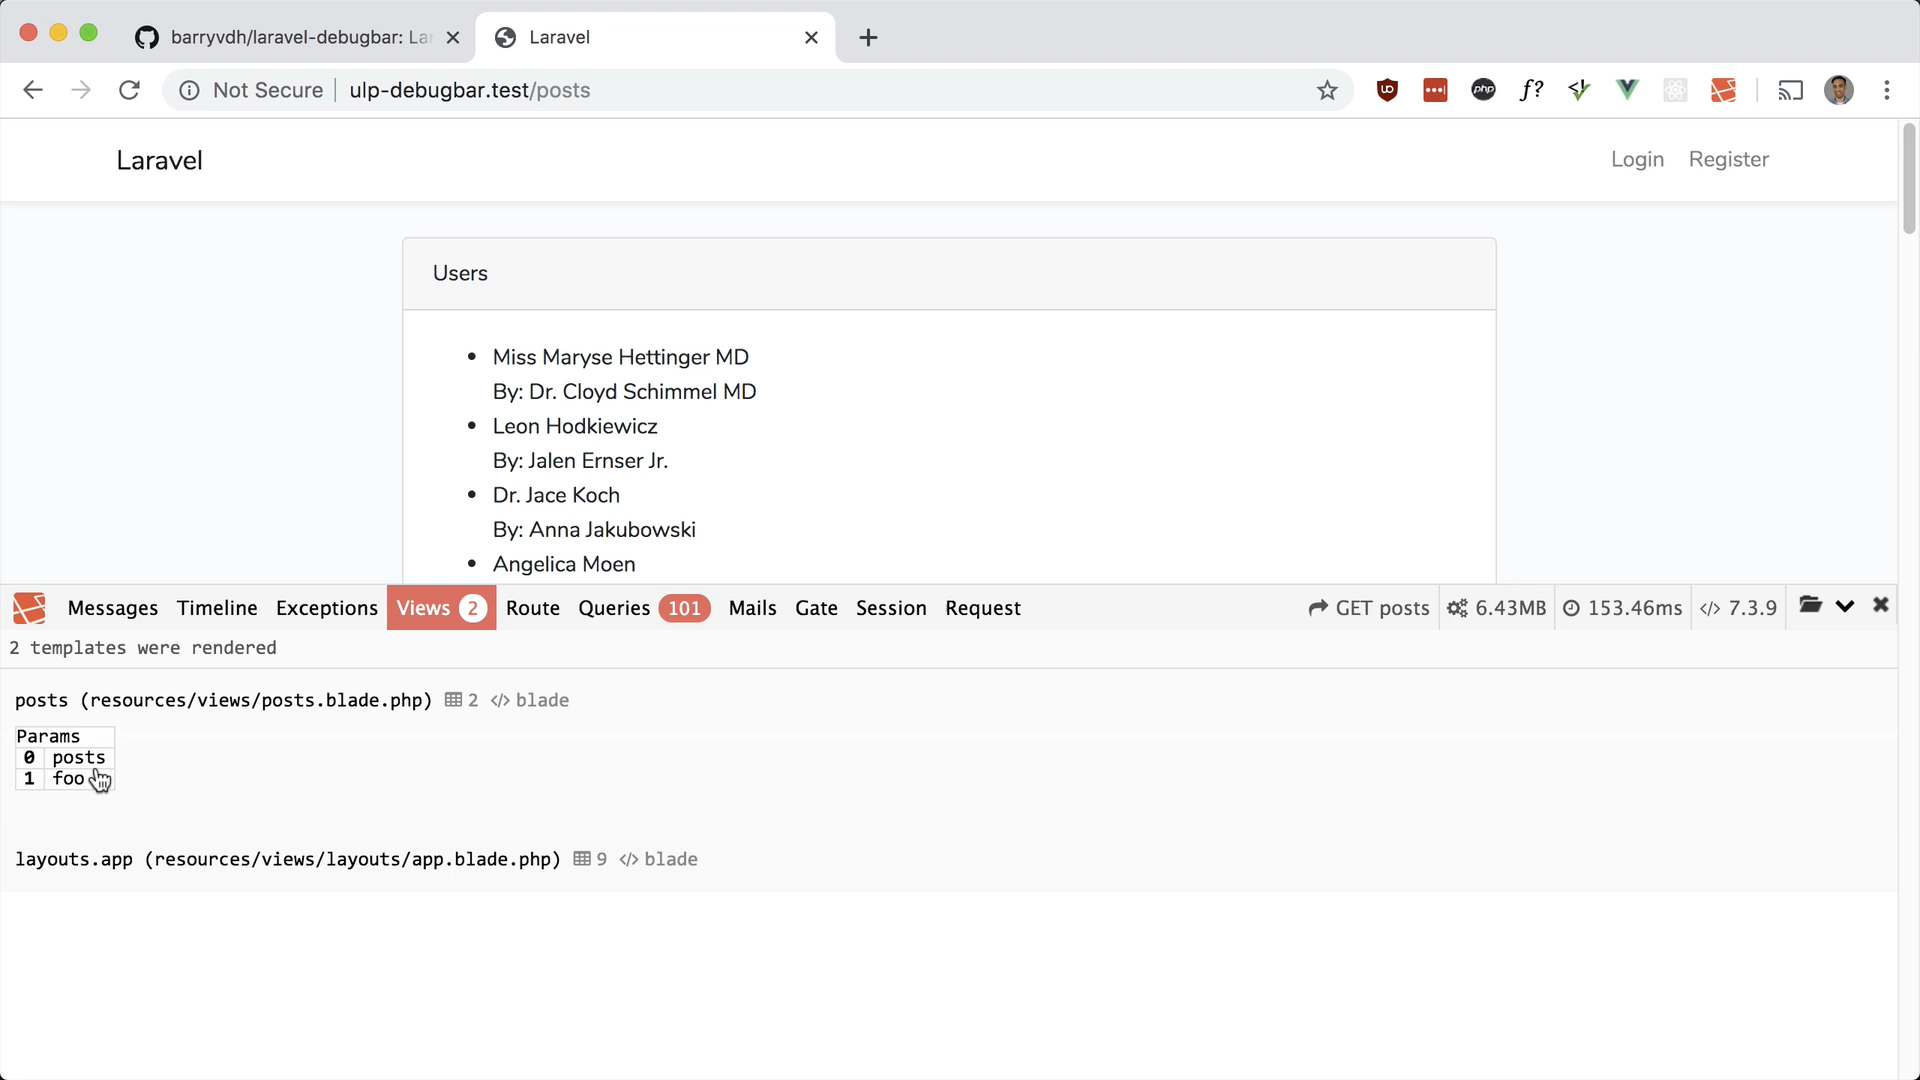 barryvdh/laravel-debugbar: La
Laravel
Not Secure
ulp-debugbar.test/posts
php
f?
Laravel
Login
Register
Users
Miss Maryse Hettinger MD
By: Dr. Cloyd Schimmel MD
Leon Hodkiewicz
By: Jalen Ernser Jr.
Dr. Jace Koch
By: Anna Jakubowski
Angelica Moen
Messages Timeline Exceptions Views 2 Route Queries 101 Mails Gate Session Request GET posts 6.43MB 153.46ms </> 7.3.9
2 templates were rendered
posts (resources/views/posts.blade.php) 2 </> blade
Params
0 posts
1 foo
layouts.app (resources/views/layouts/app.blade.php) 9 </> blade